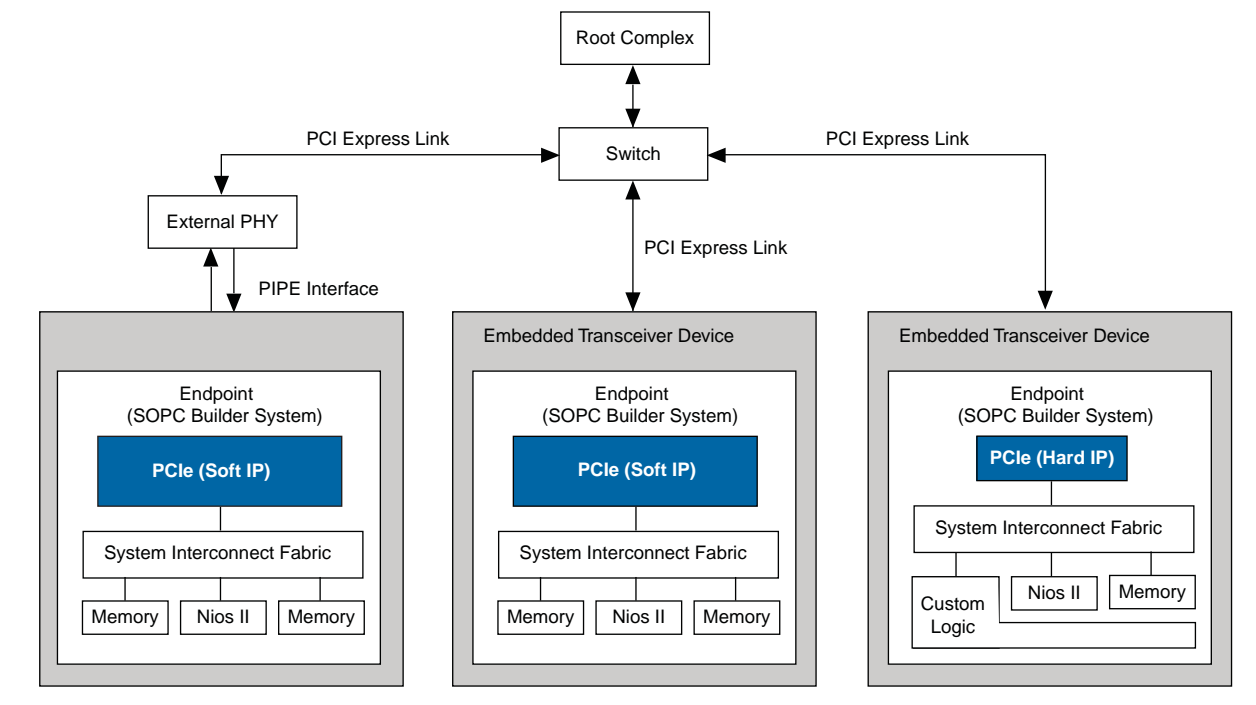 Root Complex
PCI Express Link
Switch
PCI Express Link
External PHY
PCI Express Link
PIPE Interface
Endpoint
(SOPC Builder System)
PCIe (Soft IP)
System Interconnect Fabric
Memory
Nios II
Memory
Embedded Transceiver Device
Endpoint
(SOPC Builder System)
PCIe (Soft IP)
System Interconnect Fabric
Memory
Nios II
Memory
Embedded Transceiver Device
Endpoint
(SOPC Builder System)
PCIe (Hard IP)
System Interconnect Fabric
Custom
Logic
Nios II
Memory